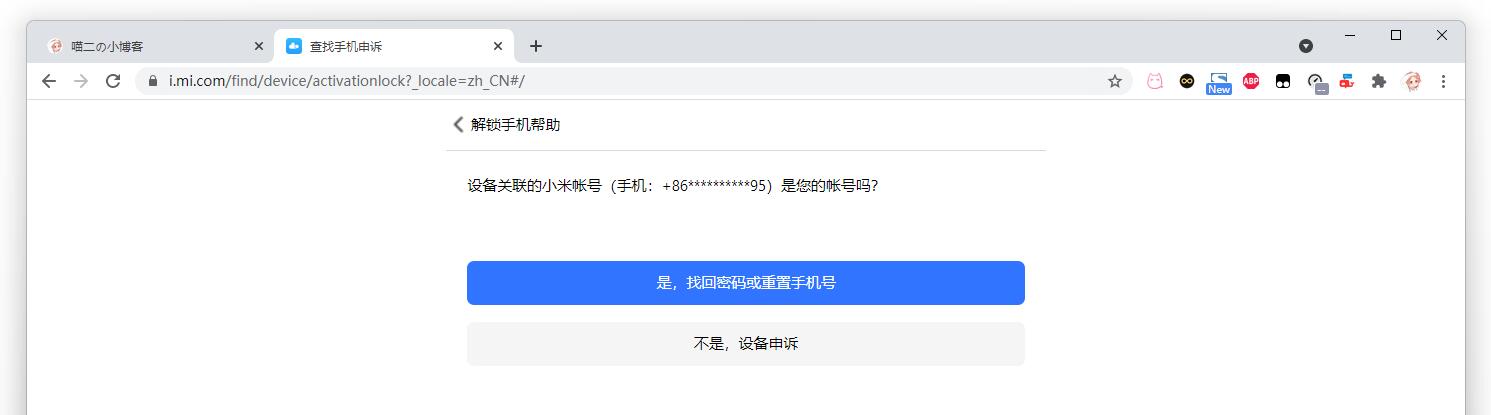 喵二の小博客
查找手机申诉
i.mi.com/find/device/activationlock?_locale=zh_CN#/
New
ABP
--
解锁手机帮助
设备关联的小米帐号（手机：+86**********95）是您的帐号吗？
是，找回密码或重置手机号
不是，设备申诉